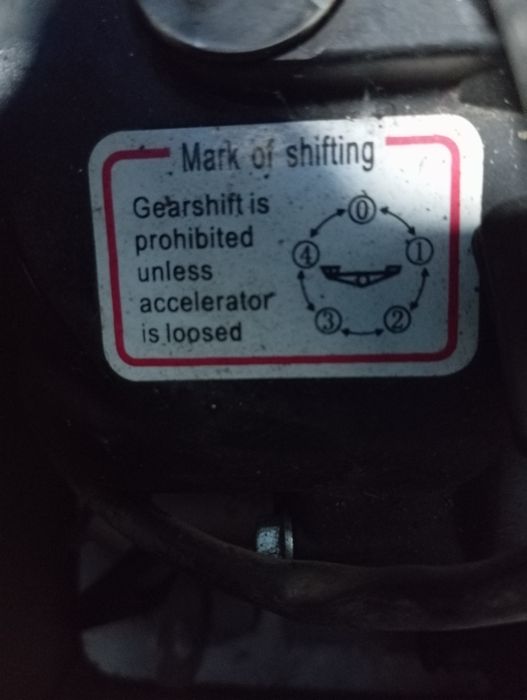 Mark of shifting
Gearshift is
prohibited
unless
accelerator
is loosed
⓪
④ ①
③ ②